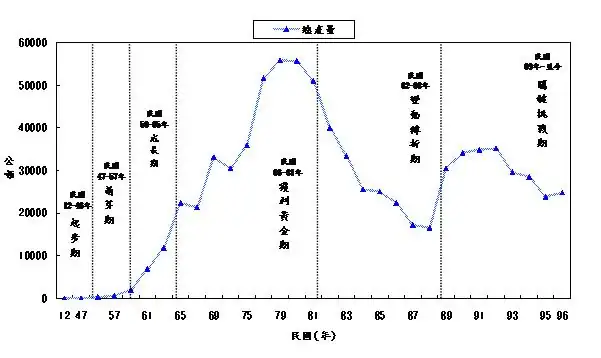 總產量
60000
50000
40000
30000
20000
10000
0
公噸
民國
12-46年
起步期
民國
47-57年
萌芽期
民國
58-65年
成長期
民國
66-81年
獲利黃金期
民國
82-88年
變動轉折期
民國
89年-至今
關鍵挑戰期
12 47 57 61 65 69 75 79 81 83 85 87 89 91 93 95 96
民國(年)